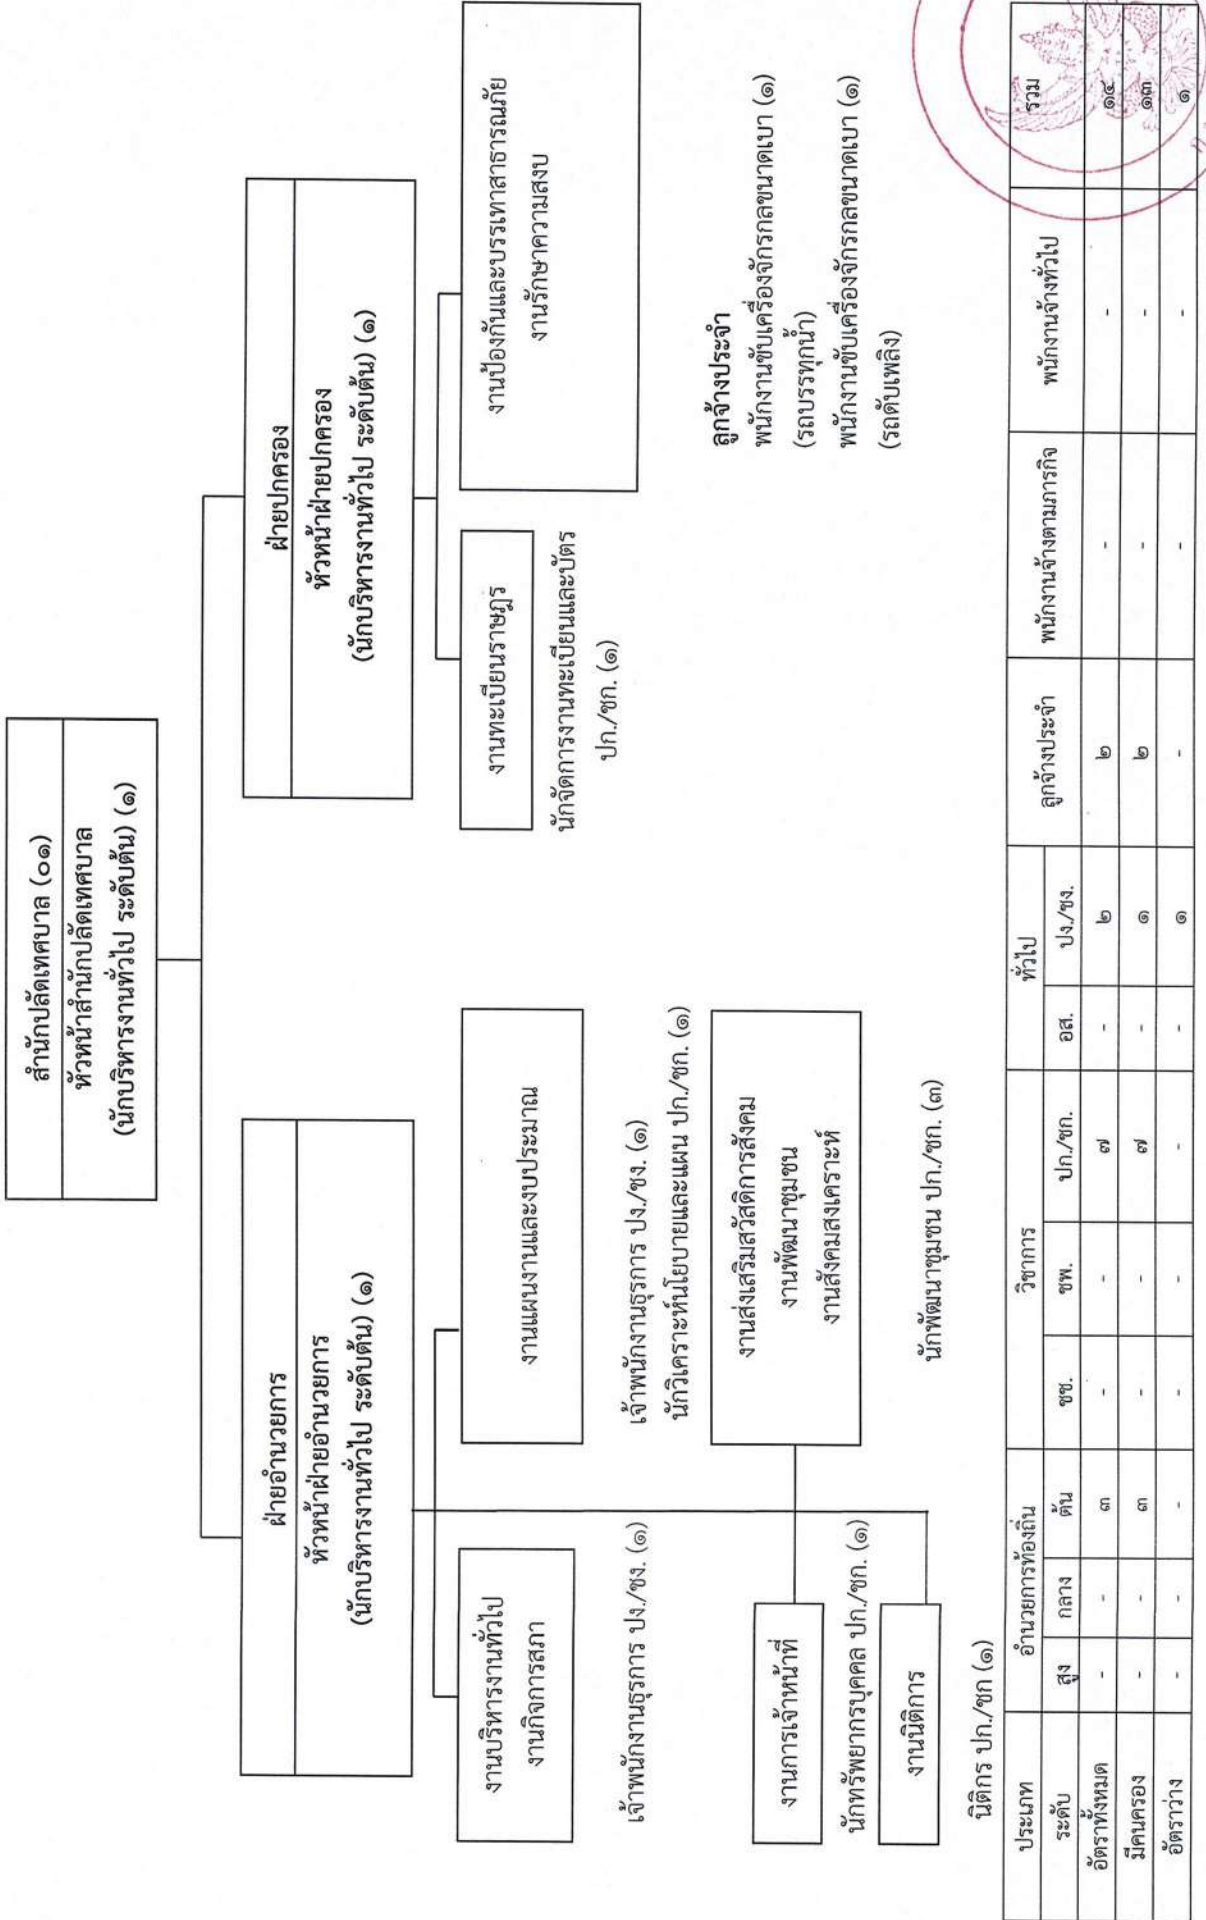 สำนักปลัดเทศบาล (๐๑)
หัวหน้าสำนักปลัดเทศบาล
(นักบริหารงานทั่วไป ระดับต้น) (๑)
ฝ่ายอำนวยการ
หัวหน้าฝ่ายอำนวยการ
(นักบริหารงานทั่วไป ระดับต้น) (๑)
ฝ่ายปกครอง
หัวหน้าฝ่ายปกครอง
(นักบริหารงานทั่วไป ระดับต้น) (๑)
งานบริหารงานทั่วไป
งานกิจการสภา
เจ้าพนักงานธุรการ ปง./ชง. (๑)
งานแผนงานและงบประมาณ
เจ้าพนักงานธุรการ ปง./ชง. (๑)
นักวิเคราะห์นโยบายและแผน ปก./ชก. (๑)
งานทะเบียนราษฎร
นักจัดการงานทะเบียนและบัตร
ปก./ชก. (๑)
งานป้องกันและบรรเทาสาธารณภัย
งานรักษาความสงบ
งานการเจ้าหน้าที่
นักทรัพยากรบุคคล ปก./ชก. (๑)
งานนิติการ
นิติกร ปก./ชก (๑)
งานส่งเสริมสวัสดิการสังคม
งานพัฒนาชุมชน
งานสังคมสงเคราะห์
นักพัฒนาชุมชน ปก./ชก. (๓)
ลูกจ้างประจำ
พนักงานขับเครื่องจักรกลขนาดเบา (๑)
(รถบรรทุกน้ำ)
พนักงานขับเครื่องจักรกลขนาดเบา (๑)
(รถดับเพลิง)
ประเภท อำนวยการท้องถิ่น วิชาการ ทั่วไป ลูกจ้างประจำ พนักงานจ้างตามภารกิจ พนักงานจ้างทั่วไป รวม
ระดับ สูง กลาง ต้น ชช. ชพ. ปก./ชก. อส. ปง./ชง.
อัตราทั้งหมด - - ๓ - - ๗ - ๒ ๒ - - ๑๔
มีคนครอง - - ๓ - - ๗ - ๑ ๒ - - ๑๓
อัตราว่าง - - - - - - - ๑ - - - ๑